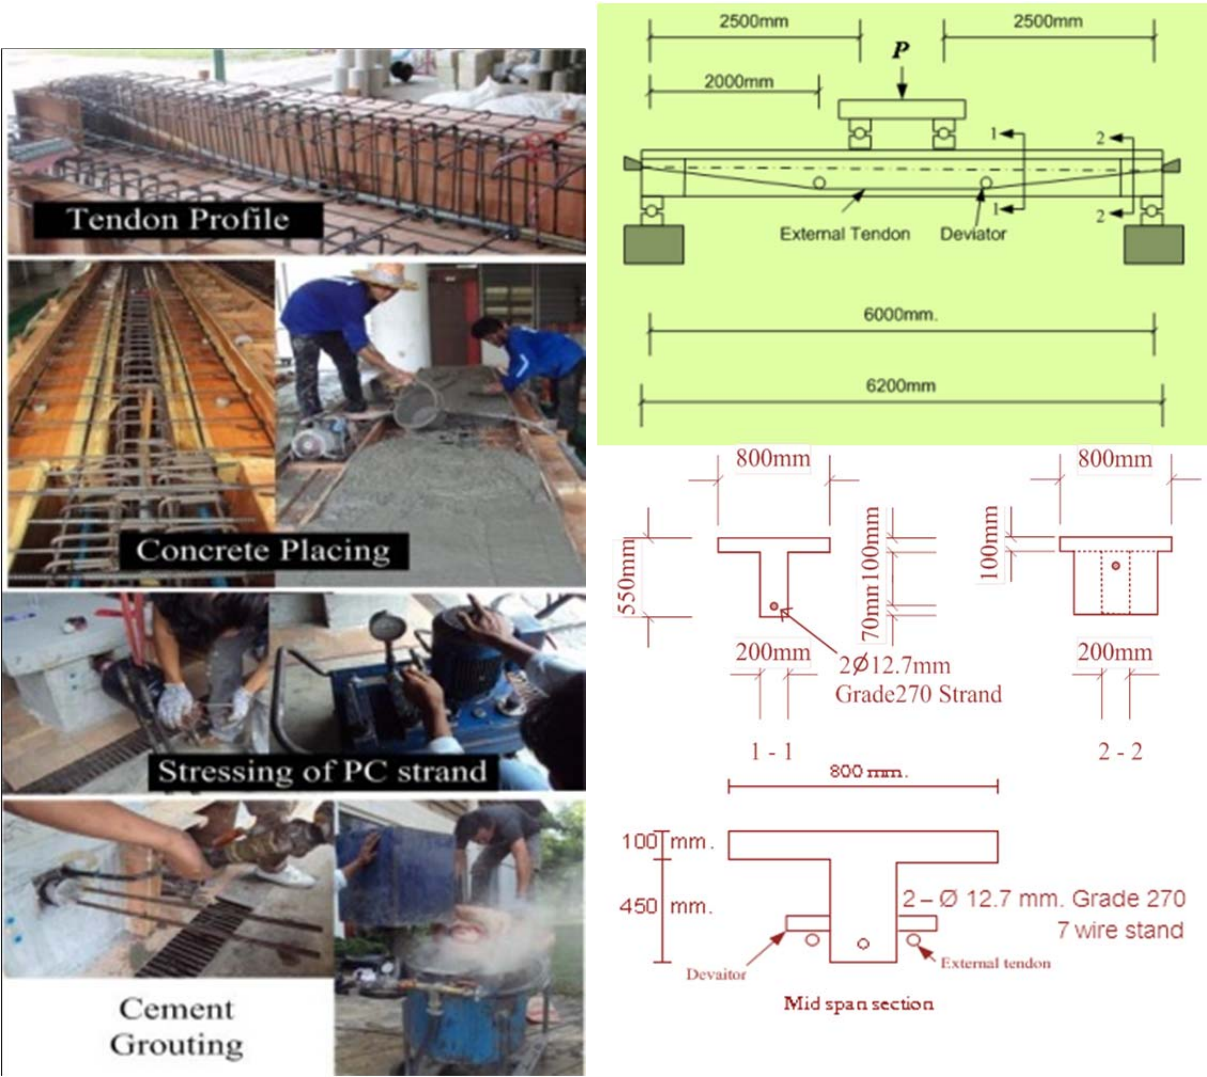 Tendon Profile
Concrete Placing
Stressing of PC strand
Cement
Grouting
2500mm
2500mm
P
2000mm
1
2
External Tendon
Deviator
1
2
6000mm.
6200mm
800mm
800mm
550mm
100mm
70mm
100mm
200mm
200mm
2Ø12.7mm
Grade270 Strand
1 - 1
2 - 2
800 mm.
100 mm.
450 mm.
2 – Ø 12.7 mm. Grade 270
7 wire stand
Devaitor
External tendon
Mid span section